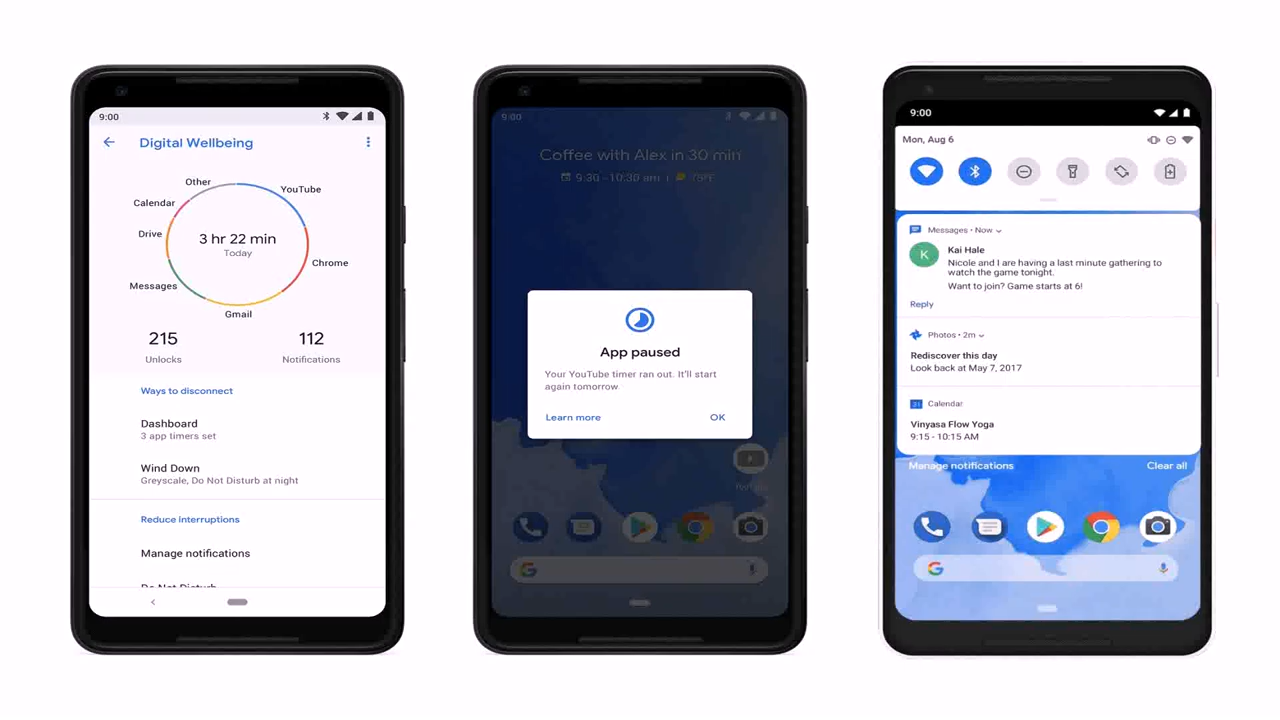 9:00
Digital Wellbeing
Other
YouTube
Calendar
Drive
3 hr 22 min
Today
Chrome
Messages
Gmail
215
112
Unlocks
Notifications
Ways to disconnect
Dashboard
3 app timers set
Wind Down
Greyscale, Do Not Disturb at night
Reduce interruptions
Manage notifications
Do Not Disturb
9:00
Coffee with Alex in 30 min
9:30 - 10:30 am | 76°F
App paused
Your YouTube timer ran out. It'll start
again tomorrow
Learn more
OK
9:00
Mon, Aug 6
Messages • Now
K
Kai Hale
Nicole and I are having a last minute gathering to
watch the game tonight.
Want to join? Game starts at 6!
Reply
Photos • 2m
Rediscover this day
Look back at May 7, 2017
31 Calendar
Vinyasa Flow Yoga
9:15 - 10:15 AM
Manage notifications
Clear all